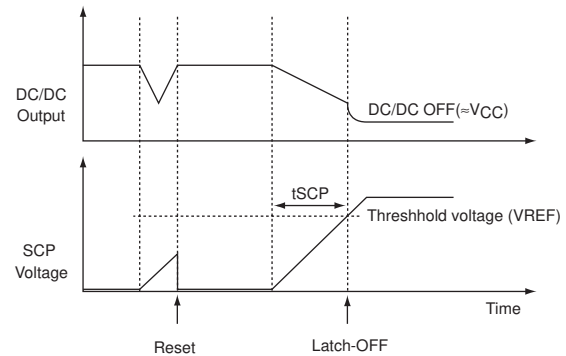 DC/DC
Output
DC/DC OFF(≈VCC)
tSCP
Threshhold voltage (VREF)
SCP
Voltage
Time
Reset
Latch-OFF